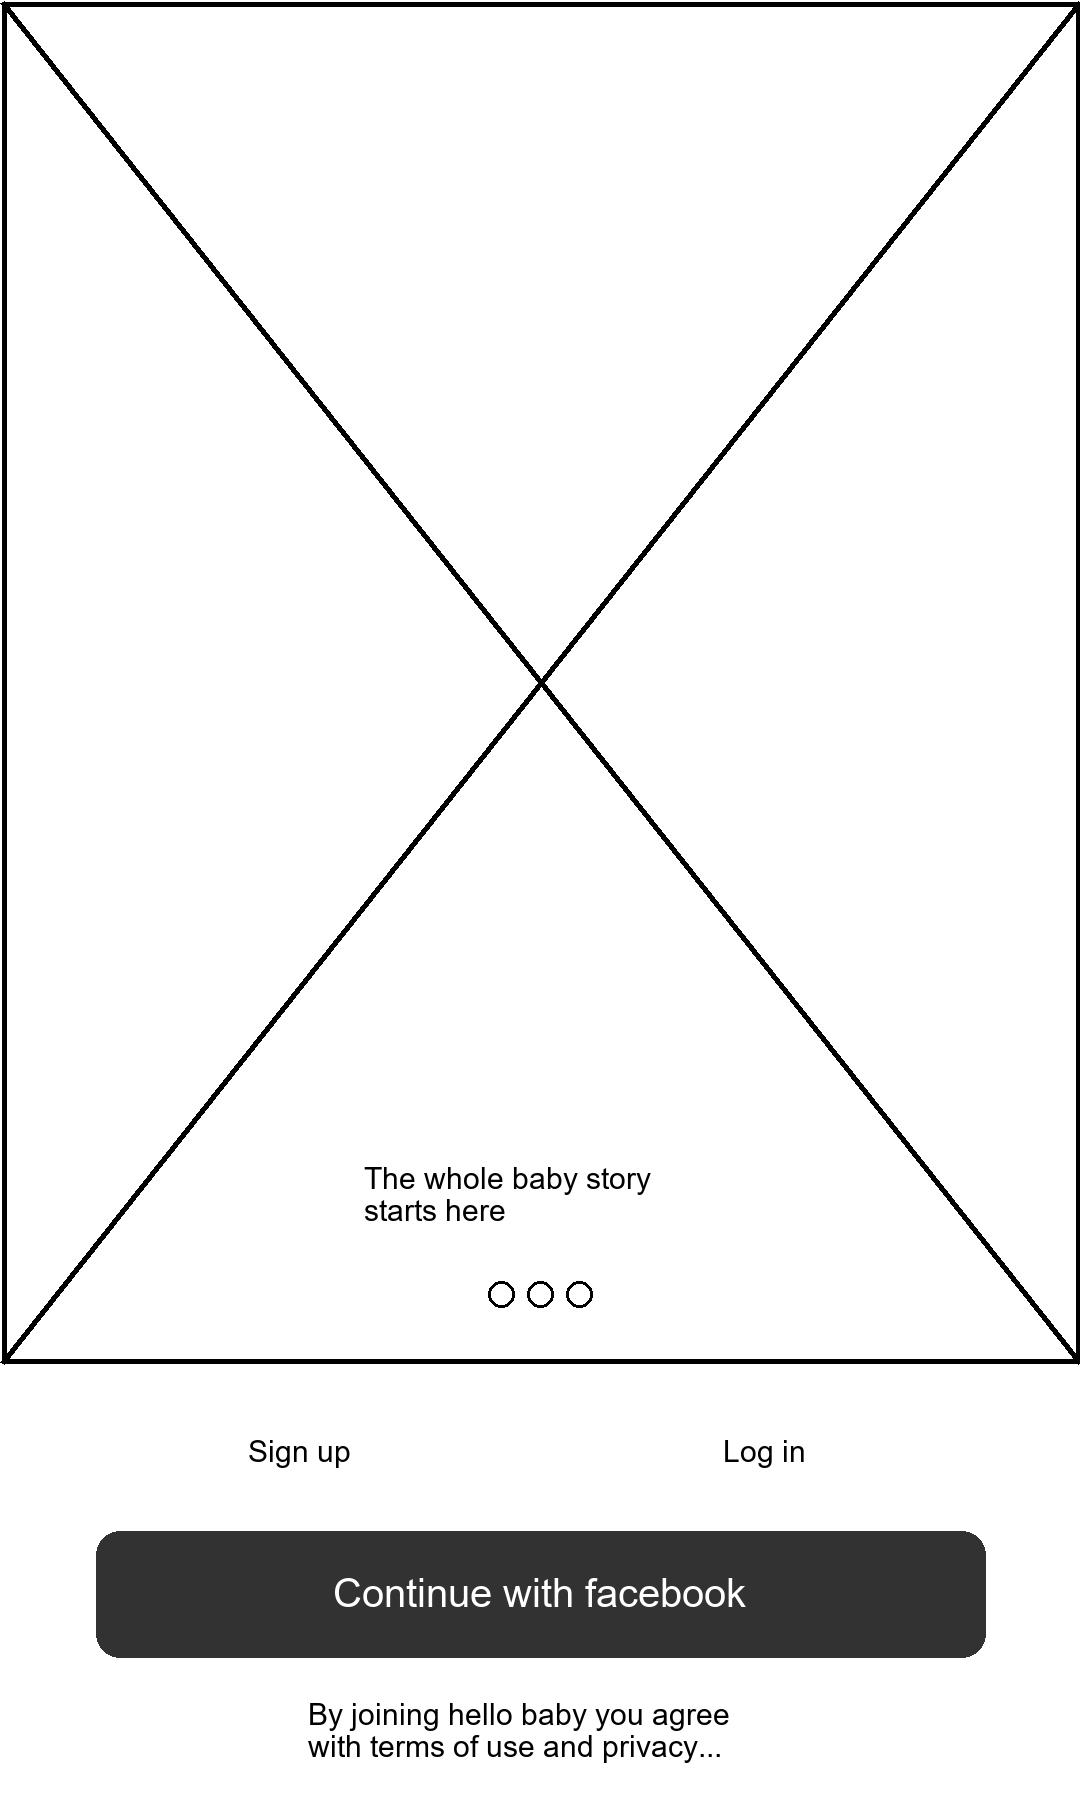 The whole baby story
starts here
Sign up
Log in
Continue with facebook
By joining hello baby you agree
with terms of use and privacy...